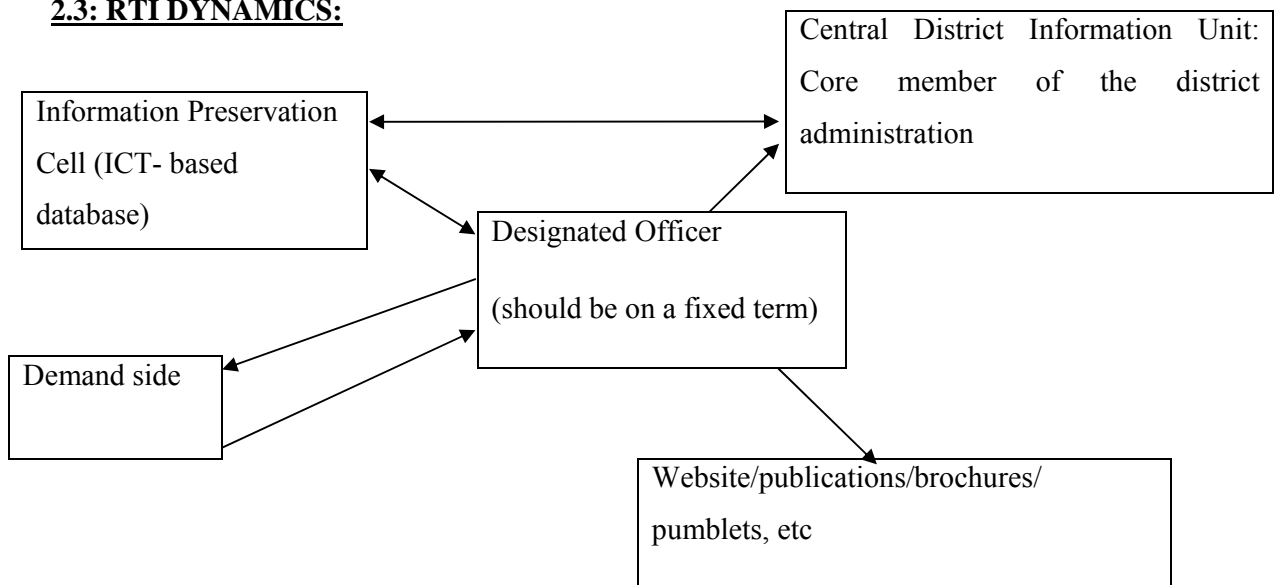 2.3: RTI DYNAMICS:
Central District Information Unit:
Core member of the district
administration
Information Preservation
Cell (ICT- based
database)
Designated Officer
(should be on a fixed term)
Demand side
Website/publications/brochures/
pumblets, etc